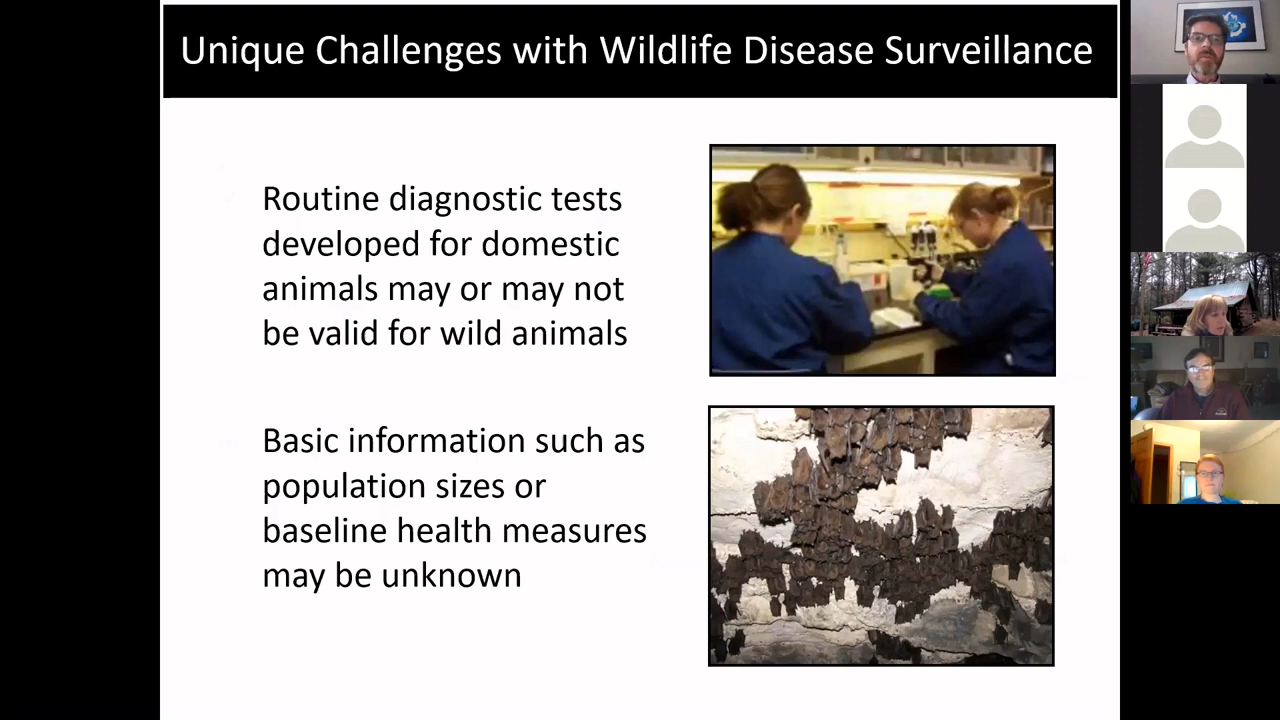 Unique Challenges with Wildlife Disease Surveillance
Routine diagnostic tests
developed for domestic
animals may or may not
be valid for wild animals
Basic information such as
population sizes or
baseline health measures
may be unknown